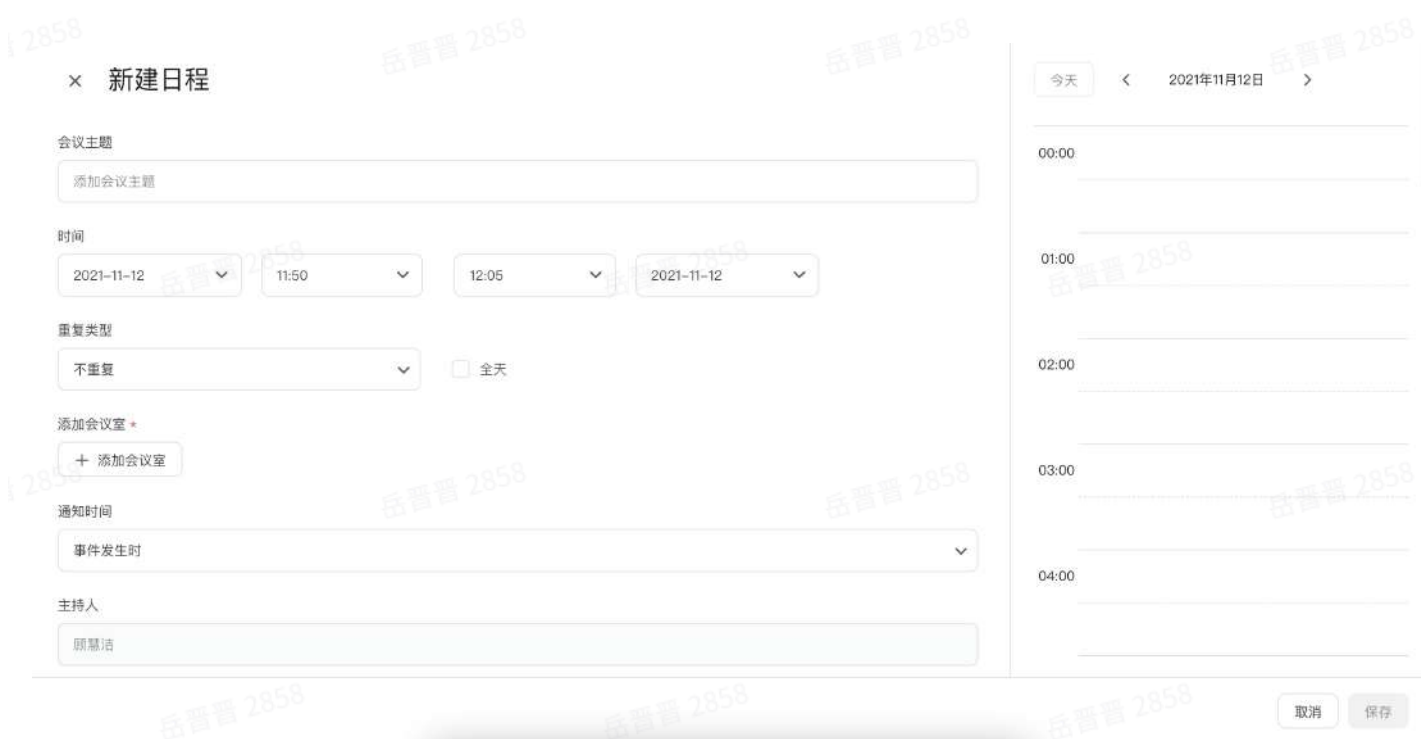 × 新建日程
会议主题
添加会议主题
时间
2021-11-12 11:50 12:05 2021-11-12
重复类型
不重复 全天
添加会议室 *
+ 添加会议室
通知时间
事件发生时
主持人
顾慧洁
今天 < 2021年11月12日 >
00:00
01:00
02:00
03:00
04:00
取消 保存
岳晋晋 2858